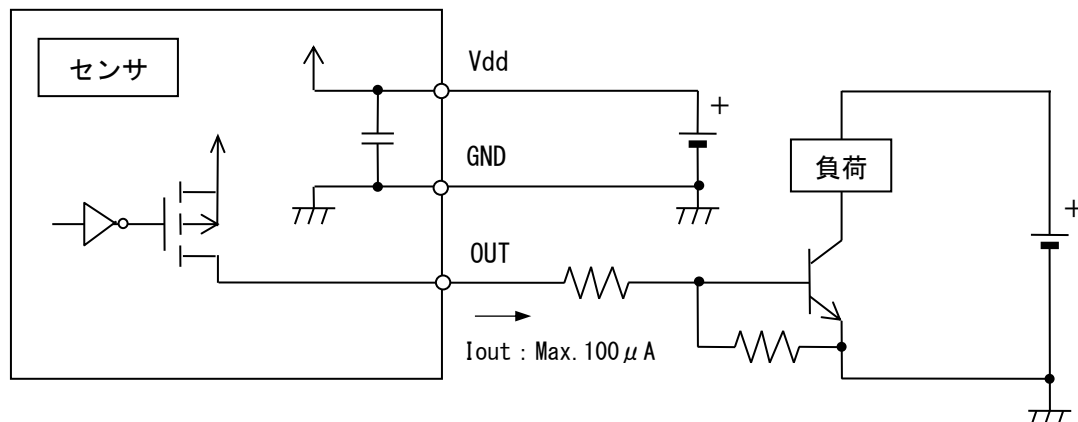 センサ
Vdd
+
GND
負荷
+
OUT
Iout：Max.100μA